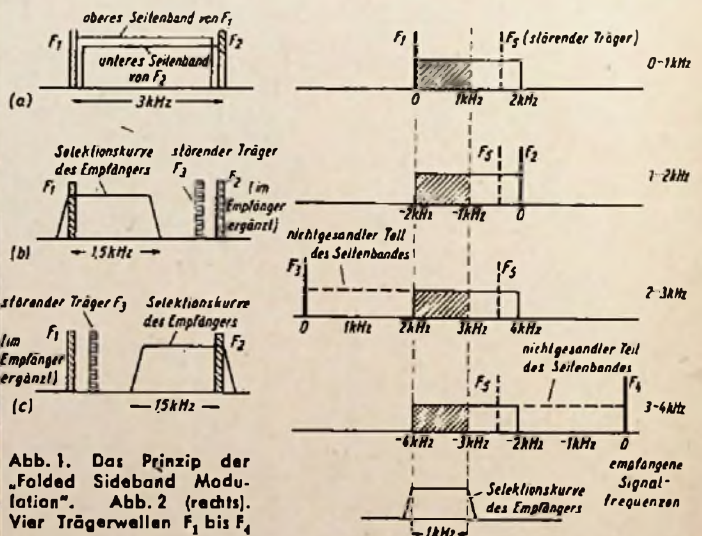 oberes Seitenband von F₁
F₁
F₂
unteres Seitenband
von F₂
3kHz
(a)
Selektionskurve
des Empfängers
störender Träger
F₃
F₁
F₂ (im
Empfänger
ergänzt)
1,5kHz
(b)
störender Träger F₃
Selektionskurve
des Empfängers
(im
Empfänger
ergänzt)
F₁
F₂
1,5kHz
(c)
Abb. 1. Das Prinzip der
„Folded Sideband Modu-
lation". Abb. 2 (rechts).
Vier Trägerwellen F₁ bis F₄
F₁
F₅ (störender Träger)
0-1kHz
0 1kHz 2kHz
F₅
F₂
1-2kHz
-2kHz -1kHz 0
nichtgesandter Teil
des Seitenbandes
F₃
F₅
2-3kHz
0 1kHz 2kHz 3kHz 4kHz
nichtgesandter Teil
des Seitenbandes
F₅
F₄
3-4kHz
-4kHz -3kHz -2kHz -1kHz 0
empfangene
Signal-
frequenzen
Selektionskurve
des Empfängers
1kHz